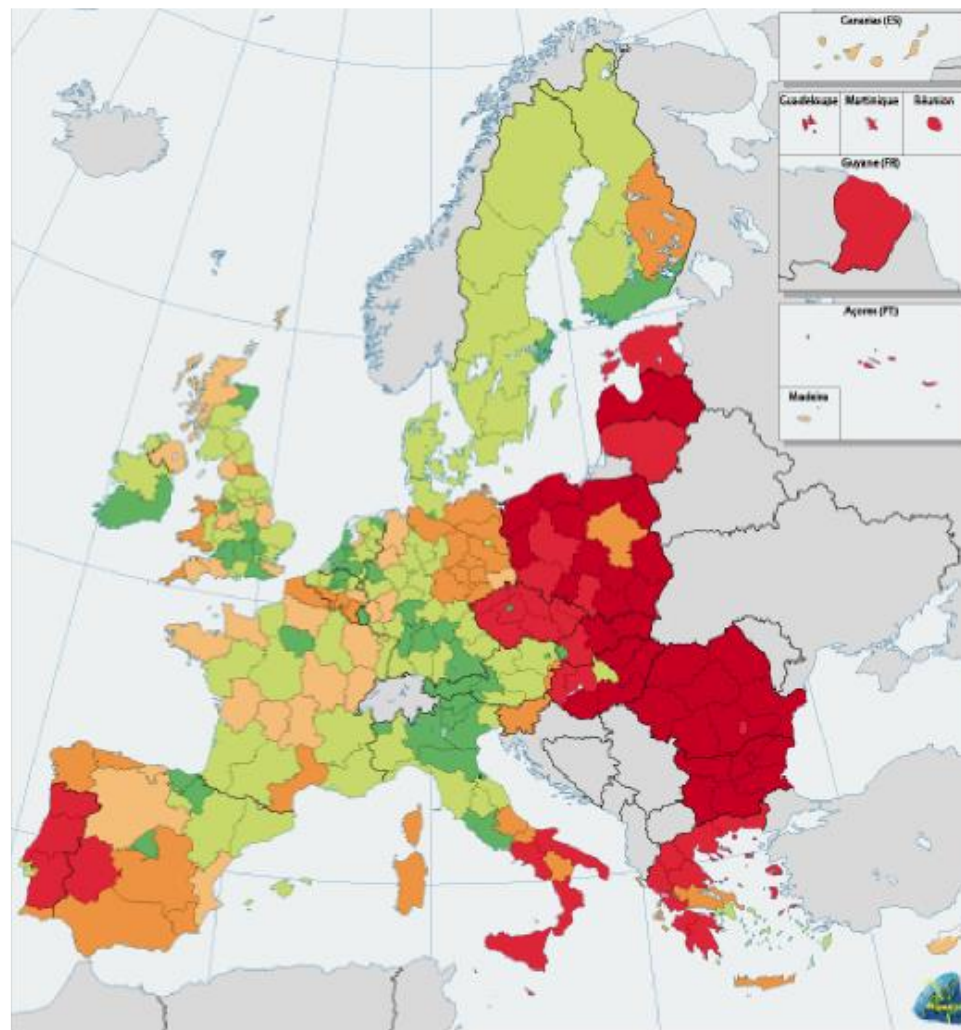 Canarias (ES)
Guadeloupe Martinique Réunion
Guyane (FR)
Açores (PT)
Madeira